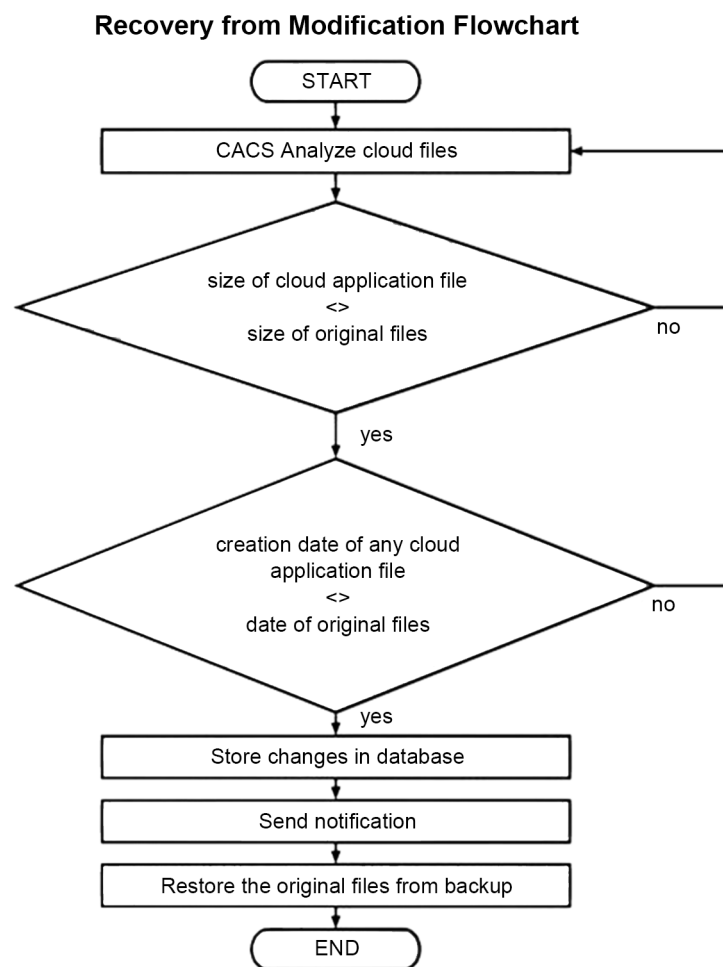 Recovery from Modification Flowchart
START
CACS Analyze cloud files
size of cloud application file
<>
size of original files
no
yes
creation date of any cloud
application file
<>
date of original files
no
yes
Store changes in database
Send notification
Restore the original files from backup
END